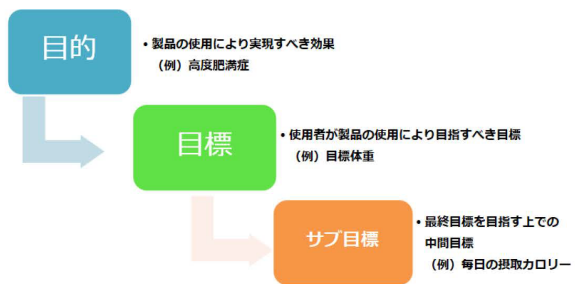 目的
・製品の使用により実現すべき効果
（例）高度肥満症
目標
・使用者が製品の使用により目指すべき目標
（例）目標体重
サブ目標
・最終目標を目指す上での
中間目標
（例）毎日の摂取カロリー